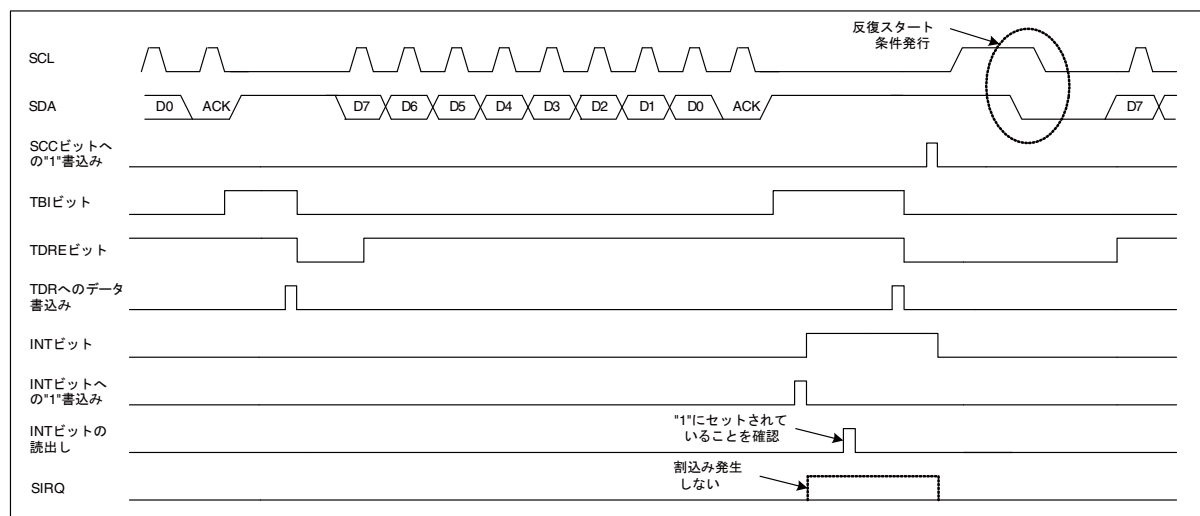 反復スタート
条件発行
SCL
SDA
D0
ACK
D7
D6
D5
D4
D3
D2
D1
D0
ACK
D7
SCCビットへ
の"1"書込み
TBIビット
TDREビット
TDRへのデータ
書込み
INTビット
INTビットへ
の"1"書込み
"1"にセットされて
いることを確認
INTビットの
読出し
割込み発生
しない
SIRQ